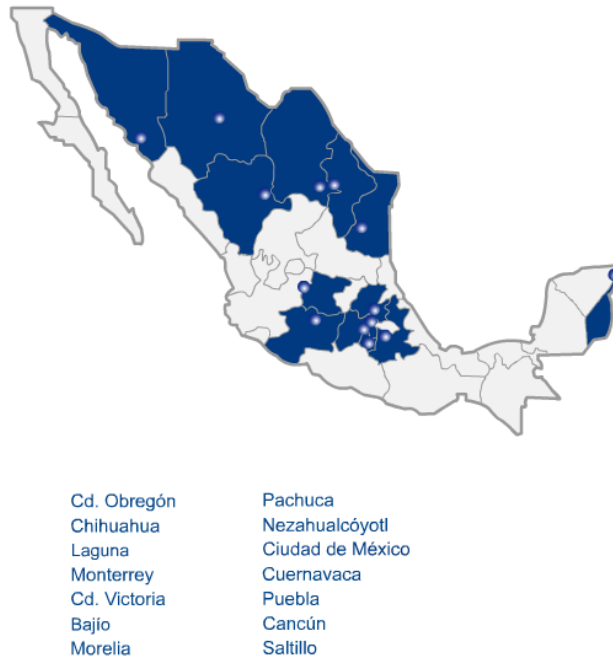 Cd. Obregón
Chihuahua
Laguna
Monterrey
Cd. Victoria
Bajío
Morelia
Pachuca
Nezahualcóyotl
Ciudad de México
Cuernavaca
Puebla
Cancún
Saltillo